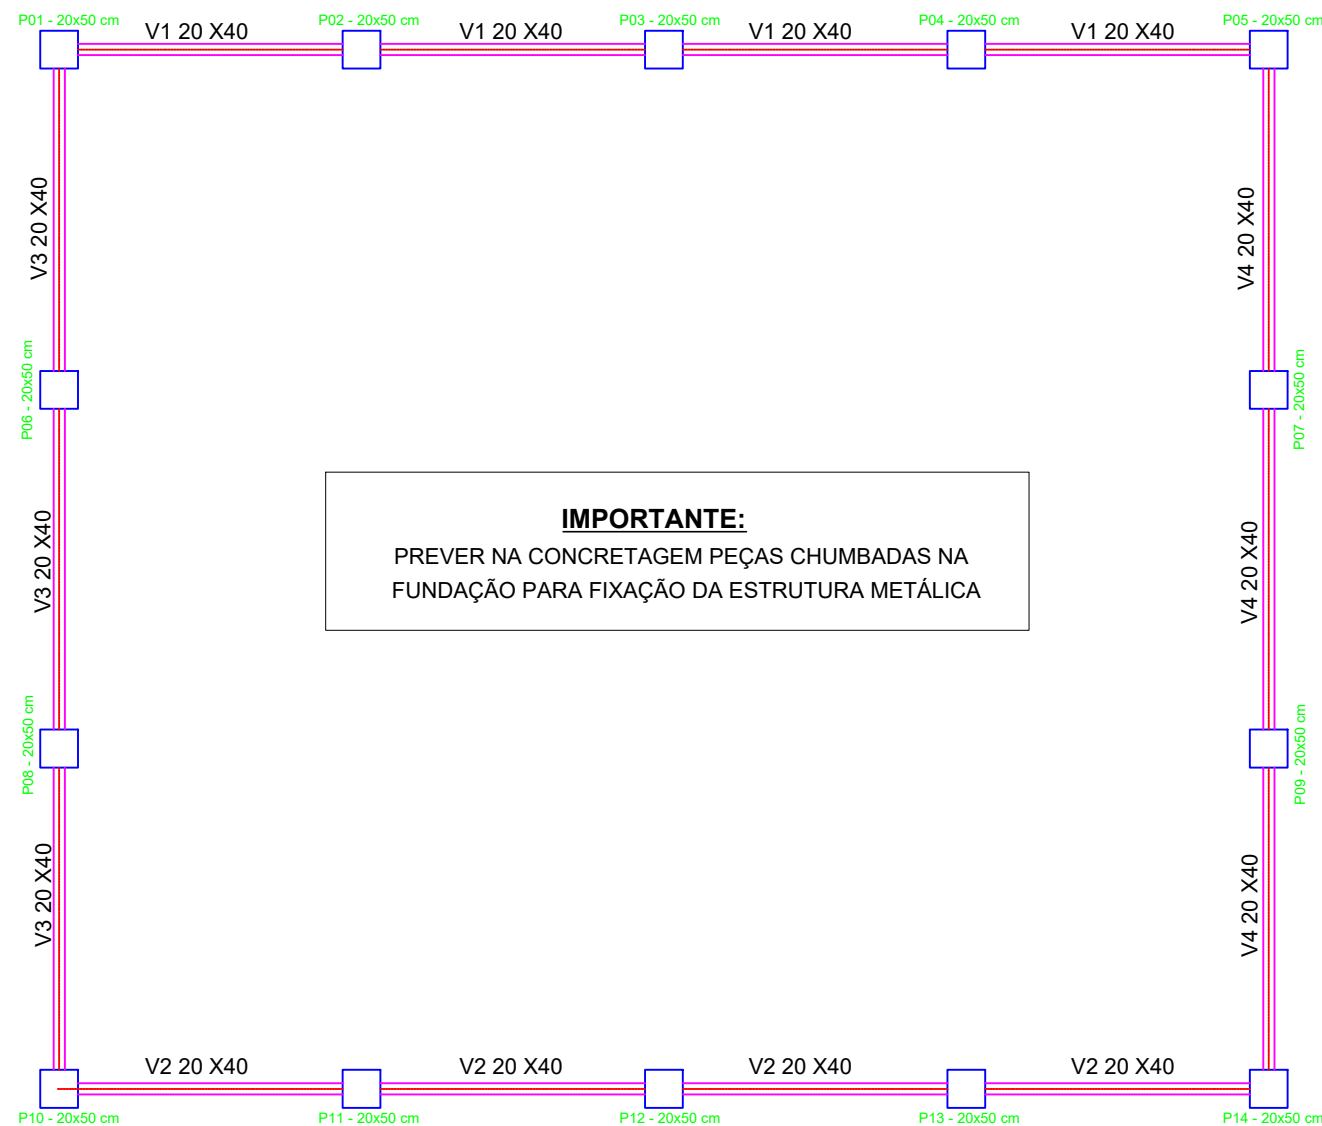 P01 - 20x50 cm
P02 - 20x50 cm
P03 - 20x50 cm
P04 - 20x50 cm
P05 - 20x50 cm
V1 20 X40
V1 20 X40
V1 20 X40
V1 20 X40
V3 20 X40
V4 20 X40
P06 - 20x50 cm
P07 - 20x50 cm
IMPORTANTE:
PREVER NA CONCRETAGEM PEÇAS CHUMBADAS NA
FUNDAÇÃO PARA FIXAÇÃO DA ESTRUTURA METÁLICA
V3 20 X40
V4 20 X40
P08 - 20x50 cm
P09 - 20x50 cm
V3 20 X40
V4 20 X40
V2 20 X40
V2 20 X40
V2 20 X40
V2 20 X40
P10 - 20x50 cm
P11 - 20x50 cm
P12 - 20x50 cm
P13 - 20x50 cm
P14 - 20x50 cm